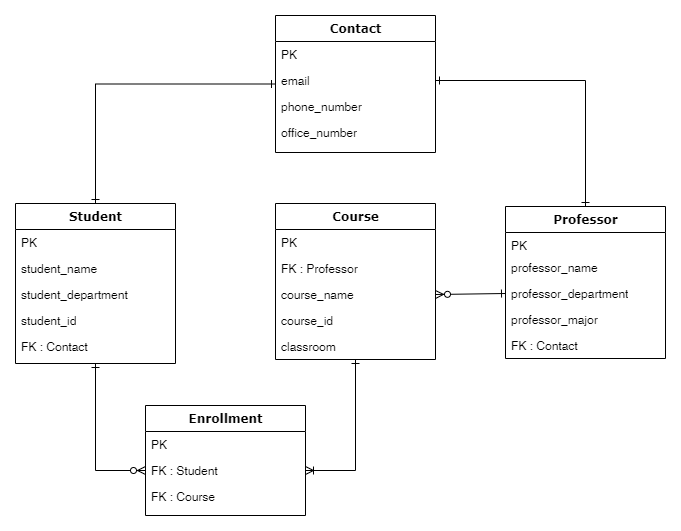 Contact
PK
email
phone_number
office_number
Student
PK
student_name
student_department
student_id
FK : Contact
Course
PK
FK : Professor
course_name
course_id
classroom
Professor
PK
professor_name
professor_department
professor_major
FK : Contact
Enrollment
PK
FK : Student
FK : Course